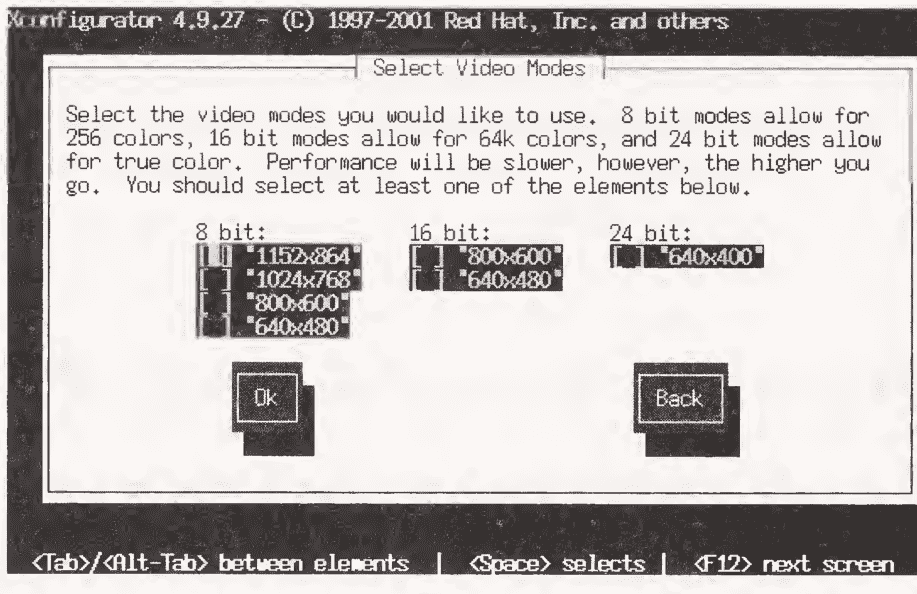 Xconfigurator 4.9.27 - (C) 1997-2001 Red Hat, Inc. and others
Select Video Modes
Select the video modes you would like to use. 8 bit modes allow for
256 colors, 16 bit modes allow for 64k colors, and 24 bit modes allow
for true color. Performance will be slower, however, the higher you
go. You should select at least one of the elements below.
8 bit: 16 bit: 24 bit:
[ ] "1152x864" [ ] "800x600" [ ] "640x400"
[ ] "1024x768" [ ] "640x480"
[ ] "800x600"
[ ] "640x480"
Ok Back
<Tab>/<Alt-Tab> between elements | <Space> selects | <F12> next screen